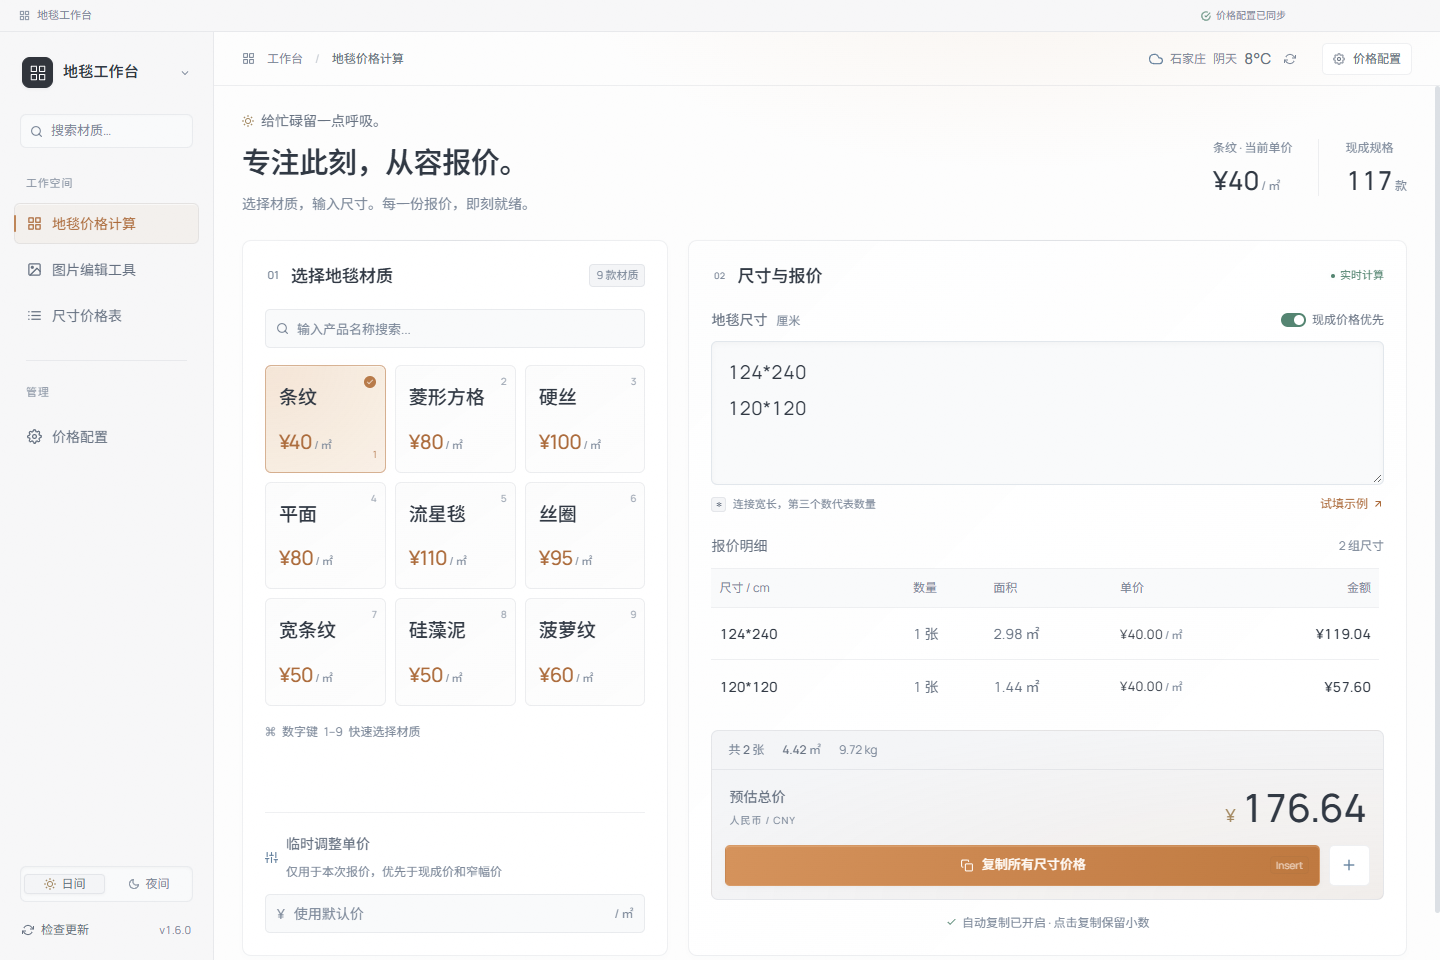 地毯工作台
价格配置已同步
地毯工作台
搜索材质...
工作空间
地毯价格计算
图片编辑工具
尺寸价格表
管理
价格配置
日间
夜间
检查更新
v1.6.0
工作台 / 地毯价格计算
石家庄 阴天 8°C
价格配置
给忙碌留一点呼吸。
专注此刻，从容报价。
选择材质，输入尺寸。每一份报价，即刻就绪。
条纹 · 当前单价
¥40 / ㎡
现成规格
117 款
01 选择地毯材质
9 款材质
输入产品名称搜索...
条纹
¥40 / ㎡
1
菱形方格
2
¥80 / ㎡
硬丝
3
¥100 / ㎡
平面
4
¥80 / ㎡
流星毯
5
¥110 / ㎡
丝圈
6
¥95 / ㎡
宽条纹
7
¥50 / ㎡
硅藻泥
8
¥50 / ㎡
菠萝纹
9
¥60 / ㎡
⌘ 数字键 1–9 快速选择材质
临时调整单价
仅用于本次报价，优先于现成价和窄幅价
¥ 使用默认价 / ㎡
02 尺寸与报价
实时计算
地毯尺寸 厘米
现成价格优先
124*240
120*120
* 连接宽长，第三个数代表数量
试填示例
报价明细
2 组尺寸
尺寸 / cm 数量 面积 单价 金额
124*240 1 张 2.98 ㎡ ¥40.00 / ㎡ ¥119.04
120*120 1 张 1.44 ㎡ ¥40.00 / ㎡ ¥57.60
共 2 张 4.42 ㎡ 9.72 kg
预估总价
人民币 / CNY
¥ 176.64
复制所有尺寸价格 Insert
自动复制已开启 · 点击复制保留小数